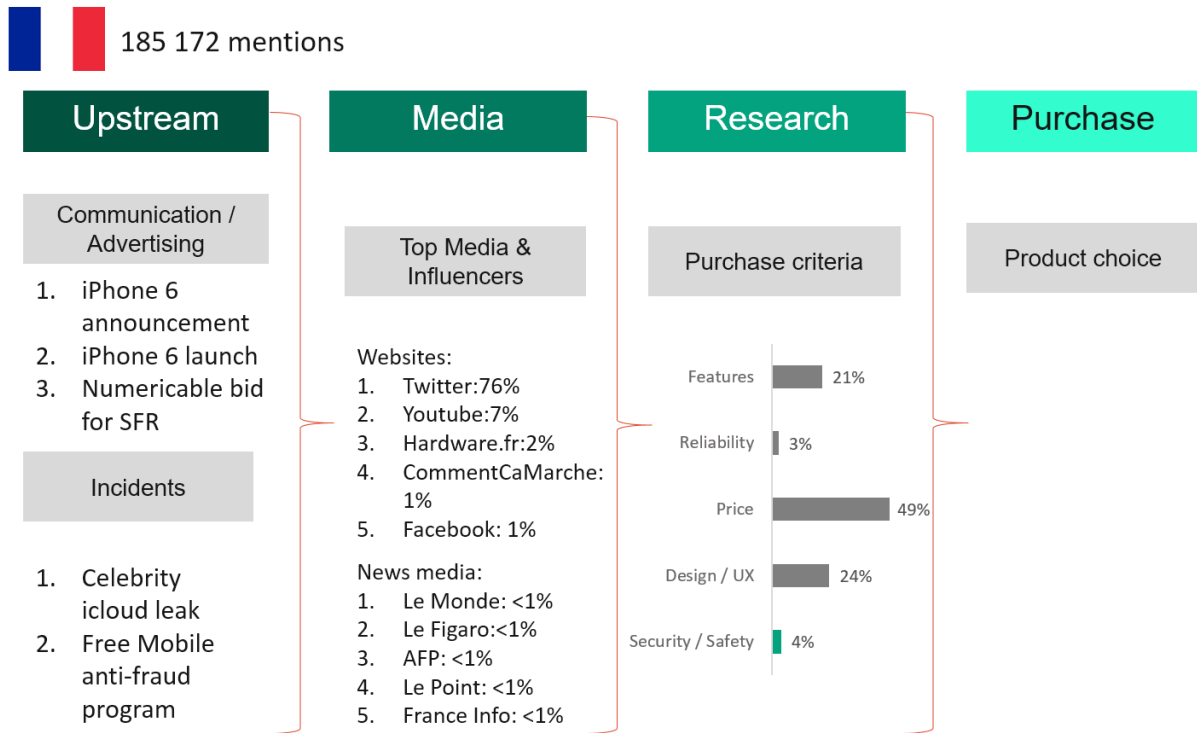 185 172 mentions
Upstream
Media
Research
Purchase
Communication /
Advertising
1. iPhone 6
announcement
2. iPhone 6 launch
3. Numericable bid
for SFR
Incidents
1. Celebrity
icloud leak
2. Free Mobile
anti-fraud
program
Top Media &
Influencers
Websites:
1. Twitter:76%
2. Youtube:7%
3. Hardware.fr:2%
4. CommentCaMarche:
1%
5. Facebook: 1%
News media:
1. Le Monde: <1%
2. Le Figaro:<1%
3. AFP: <1%
4. Le Point: <1%
5. France Info: <1%
Purchase criteria
Features 21%
Reliability 3%
Price 49%
Design / UX 24%
Security / Safety 4%
Product choice